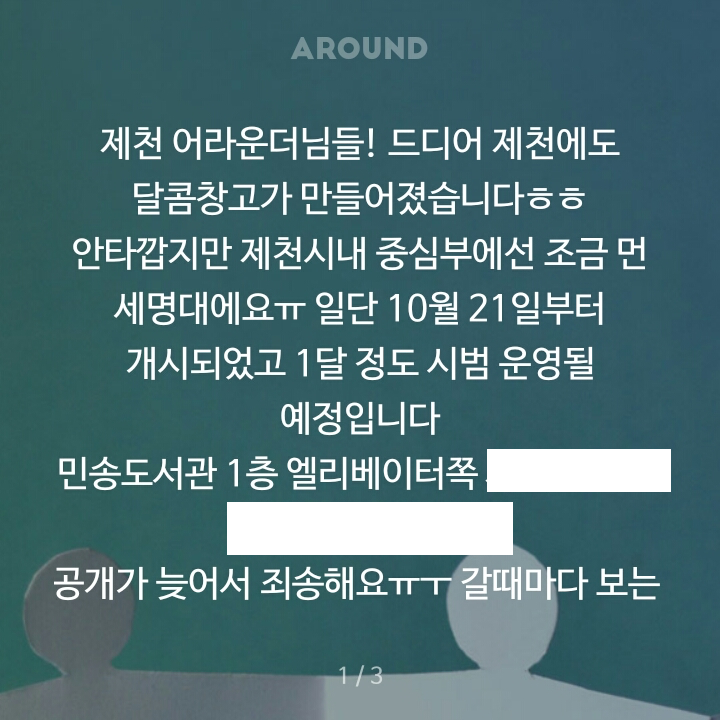 AROUND
제천 어라운더님들! 드디어 제천에도
달콤창고가 만들어졌습니다ㅎㅎ
안타깝지만 제천시내 중심부에선 조금 먼
세명대에요ㅠ 일단 10월 21일부터
개시되었고 1달 정도 시범 운영될
예정입니다
민송도서관 1층 엘리베이터쪽
공개가 늦어서 죄송해요ㅠㅜ 갈때마다 보는
1 / 3